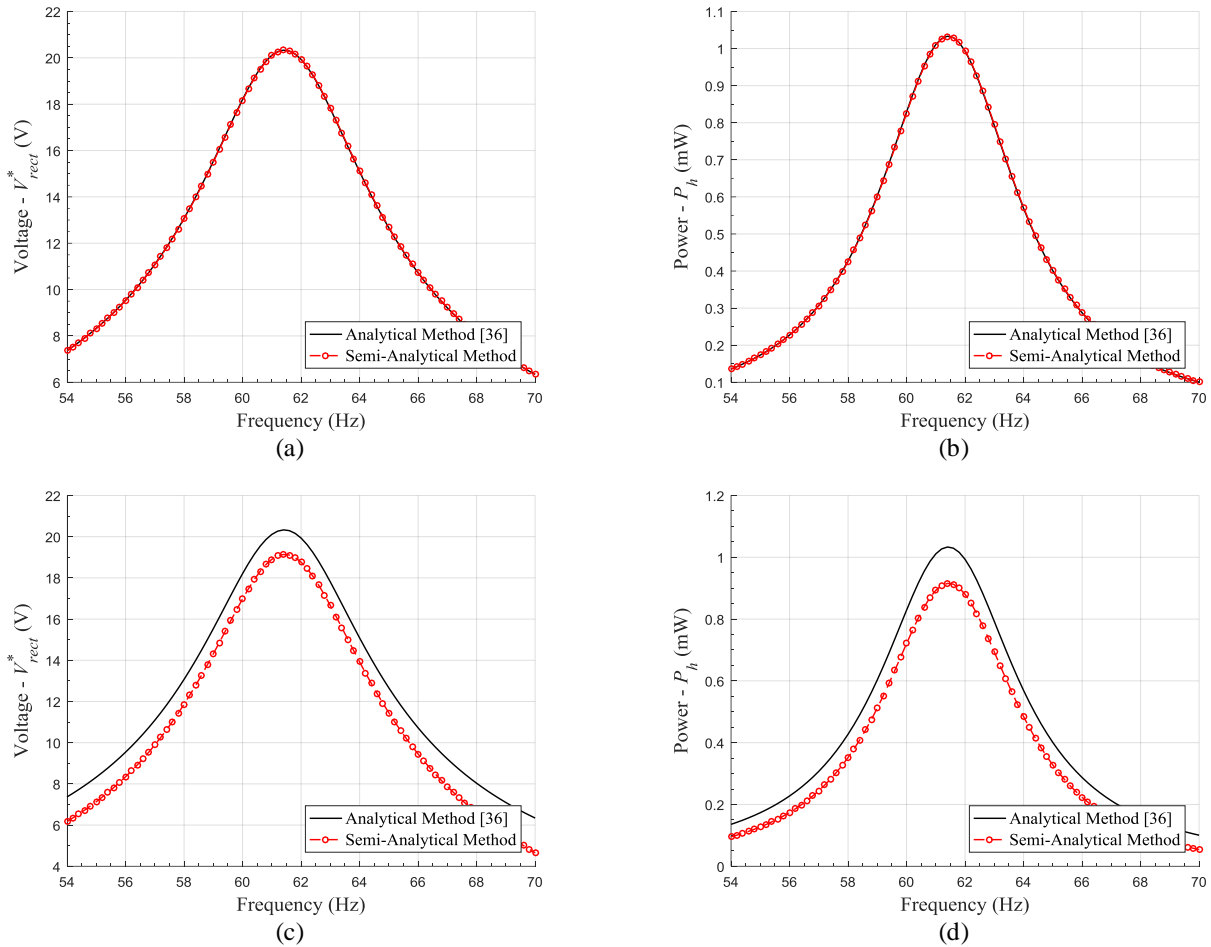 22
20
18
16
14
12
10
8
6
Voltage - V*rect (V)
54 56 58 60 62 64 66 68 70
Frequency (Hz)
Analytical Method [36]
Semi-Analytical Method
(a)
1.1
1
0.9
0.8
0.7
0.6
0.5
0.4
0.3
0.2
0.1
Power - Ph (mW)
54 56 58 60 62 64 66 68 70
Frequency (Hz)
Analytical Method [36]
Semi-Analytical Method
(b)
22
20
18
16
14
12
10
8
6
4
Voltage - V*rect (V)
54 56 58 60 62 64 66 68 70
Frequency (Hz)
Analytical Method [36]
Semi-Analytical Method
(c)
1.2
1
0.8
0.6
0.4
0.2
0
Power - Ph (mW)
54 56 58 60 62 64 66 68 70
Frequency (Hz)
Analytical Method [36]
Semi-Analytical Method
(d)